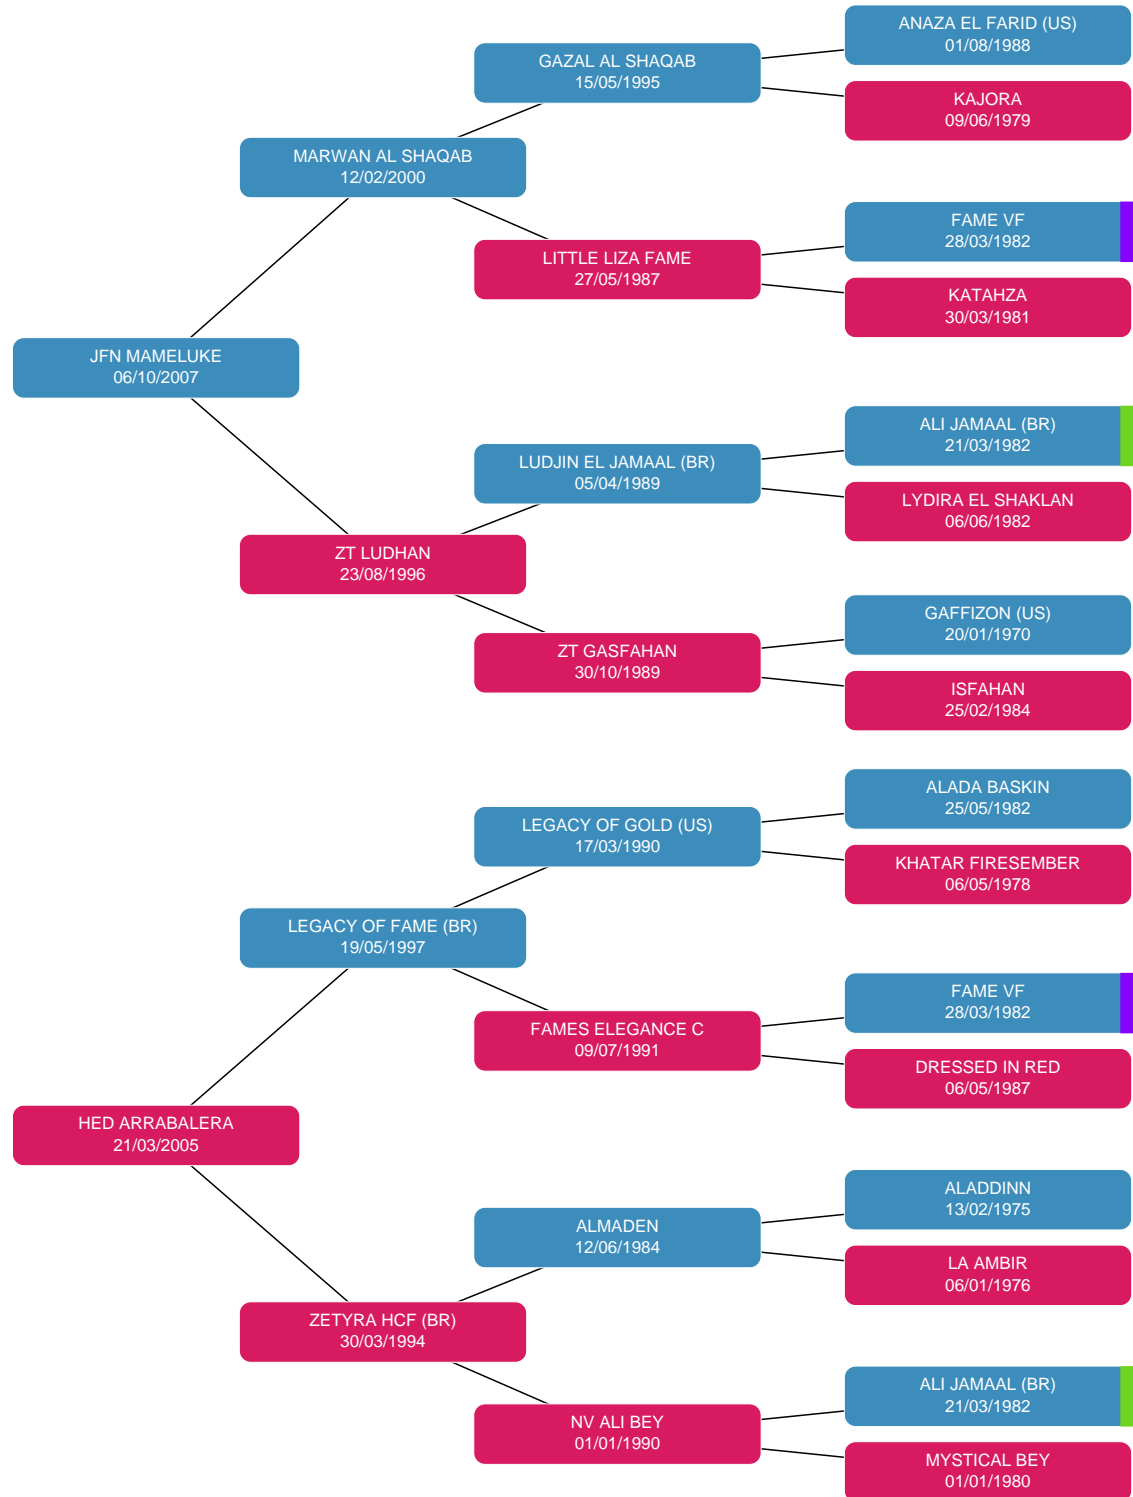 ANAZA EL FARID (US)
01/08/1988
GAZAL AL SHAQAB
15/05/1995
KAJORA
09/06/1979
MARWAN AL SHAQAB
12/02/2000
FAME VF
28/03/1982
LITTLE LIZA FAME
27/05/1987
KATAHZA
30/03/1981
JFN MAMELUKE
06/10/2007
ALI JAMAAL (BR)
21/03/1982
LUDJIN EL JAMAAL (BR)
05/04/1989
LYDIRA EL SHAKLAN
06/06/1982
ZT LUDHAN
23/08/1996
GAFFIZON (US)
20/01/1970
ZT GASFAHAN
30/10/1989
ISFAHAN
25/02/1984
ALADA BASKIN
25/05/1982
LEGACY OF GOLD (US)
17/03/1990
KHATAR FIRESEMBER
06/05/1978
LEGACY OF FAME (BR)
19/05/1997
FAME VF
28/03/1982
FAMES ELEGANCE C
09/07/1991
DRESSED IN RED
06/05/1987
HED ARRABALERA
21/03/2005
ALADDINN
13/02/1975
ALMADEN
12/06/1984
LA AMBIR
06/01/1976
ZETYRA HCF (BR)
30/03/1994
ALI JAMAAL (BR)
21/03/1982
NV ALI BEY
01/01/1990
MYSTICAL BEY
01/01/1980